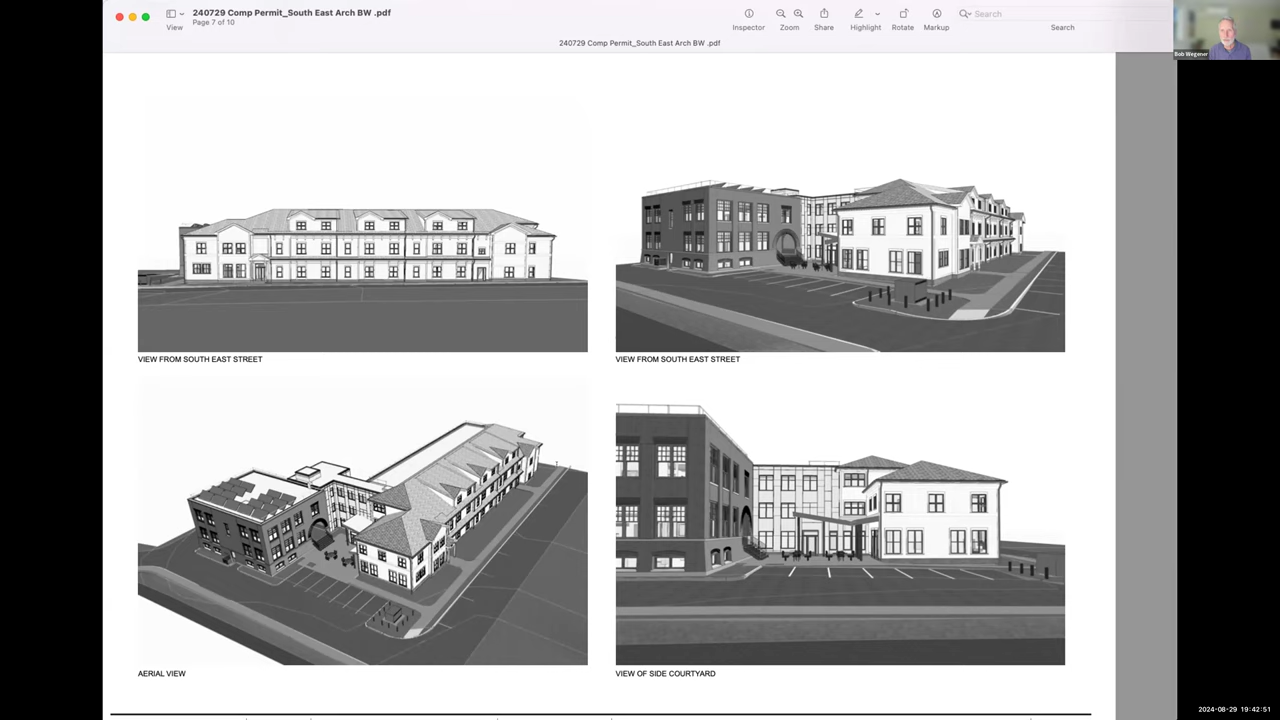 240729 Comp Permit_South East Arch BW .pdf
Page 7 of 10
View
Inspector
Zoom
Share
Highlight
Rotate
Markup
Search
Search
240729 Comp Permit_South East Arch BW .pdf
Bob Wegener
VIEW FROM SOUTH EAST STREET
VIEW FROM SOUTH EAST STREET
AERIAL VIEW
VIEW OF SIDE COURTYARD
2024-08-29 19:42:51